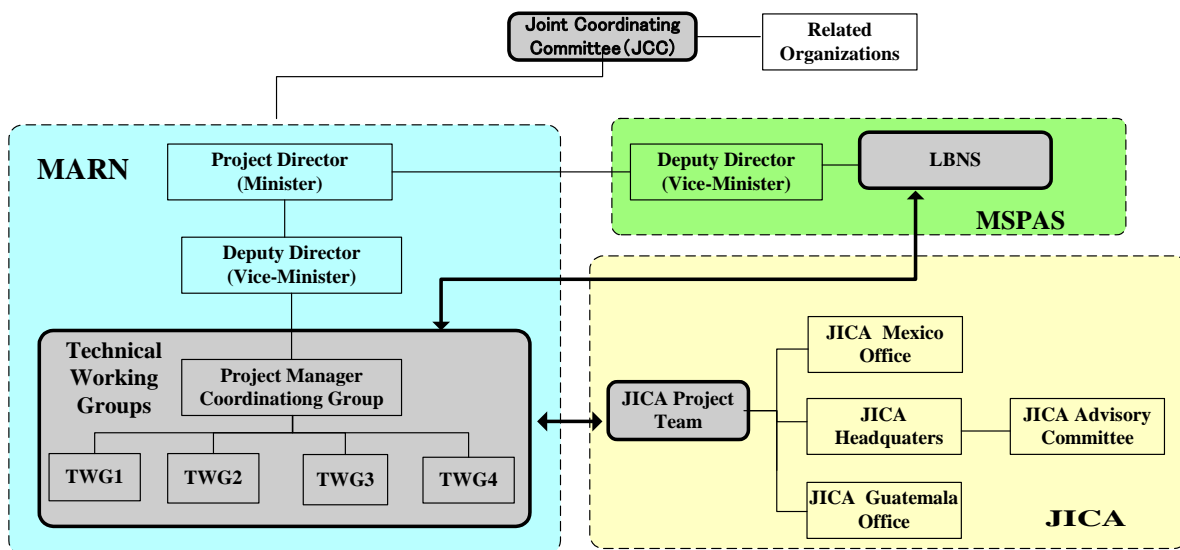 Joint Coordinating
Committee(JCC)
Related
Organizations
MARN
Project Director
(Minister)
Deputy Director
(Vice-Minister)
LBNS
MSPAS
Deputy Director
(Vice-Minister)
Technical
Working
Groups
Project Manager
Coordinationg Group
TWG1
TWG2
TWG3
TWG4
JICA Project
Team
JICA Mexico
Office
JICA
Headquaters
JICA Advisory
Committee
JICA Guatemala
Office
JICA